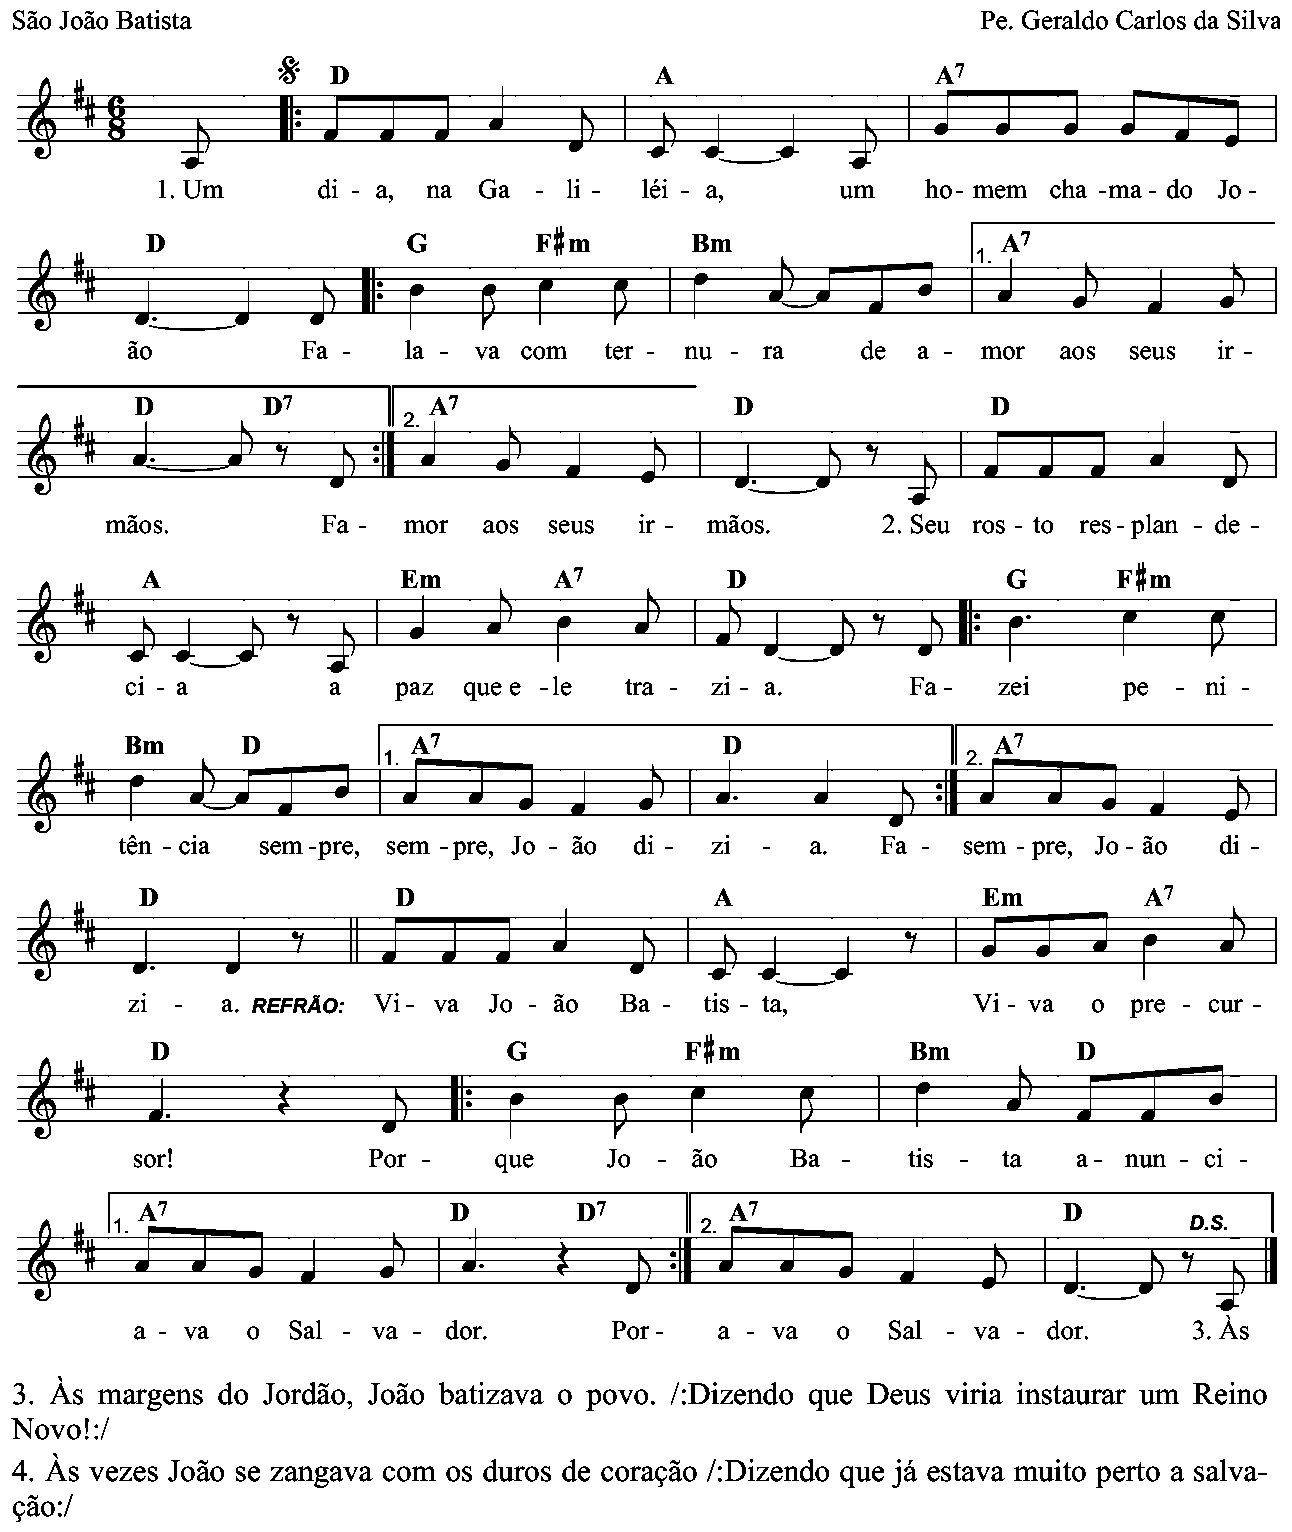 São João Batista Pe. Geraldo Carlos da Silva
D A A7
6
8
1. Um di - a, na Ga - li - léi - a, um ho - mem cha - ma - do Jo -
D G F#m Bm 1. A7
ão Fa - la - va com ter - nu - ra de a - mor aos seus ir -
D D7 2. A7 D D
mãos. Fa - mor aos seus ir - mãos. 2. Seu ros - to res - plan - de -
A Em A7 D G F#m
ci - a a paz que e - le tra - zi - a. Fa - zei pe - ni -
Bm D 1. A7 D 2. A7
tên - cia sem - pre, sem - pre, Jo - ão di - zi - a. Fa - sem - pre, Jo - ão di -
D D A Em A7
zi - a. REFRÃO: Vi - va Jo - ão Ba - tis - ta, Vi - va o pre - cur -
D G F#m Bm D
sor! Por - que Jo - ão Ba - tis - ta a - nun - ci -
1. A7 D D7 2. A7 D D.S.
a - va o Sal - va - dor. Por - a - va o Sal - va - dor. 3. Às
3. Às margens do Jordão, João batizava o povo. /:Dizendo que Deus viria instaurar um Reino
Novo!:/
4. Às vezes João se zangava com os duros de coração /:Dizendo que já estava muito perto a salva-
ção:/